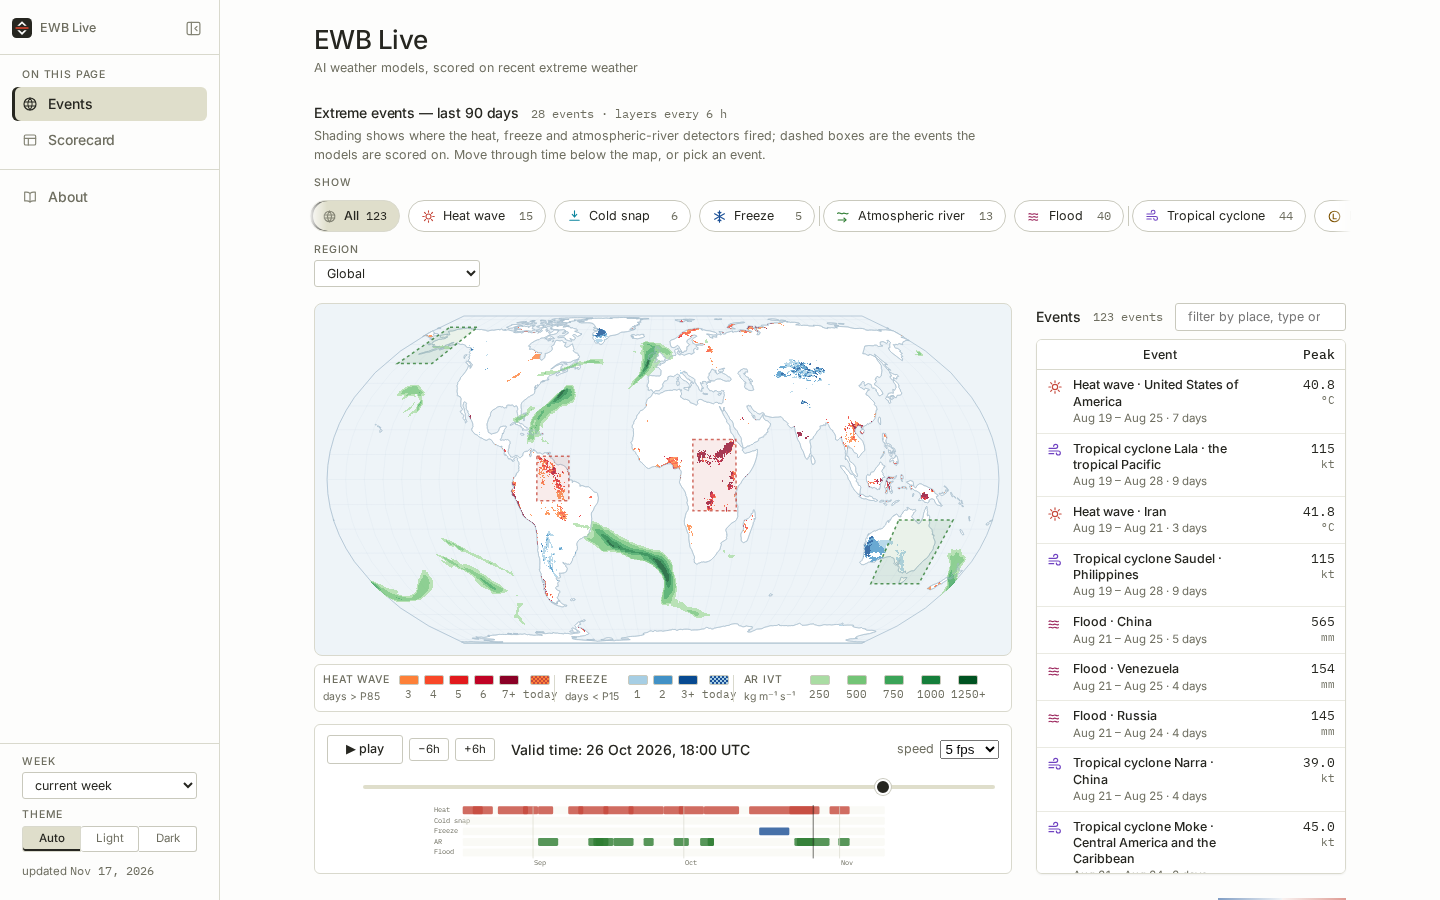 EWB Live
ON THIS PAGE
Events
Scorecard
About
WEEK
current week
THEME
Auto Light Dark
updated Nov 17, 2026
EWB Live
AI weather models, scored on recent extreme weather
Extreme events — last 90 days 28 events · layers every 6 h
Shading shows where the heat, freeze and atmospheric-river detectors fired; dashed boxes are the events the
models are scored on. Move through time below the map, or pick an event.
SHOW
All 123 Heat wave 15 Cold snap 6 Freeze 5 Atmospheric river 13 Flood 40 Tropical cyclone 44
REGION
Global
HEAT WAVE
days > P85
3 4 5 6 7+ today
FREEZE
days < P15
1 2 3+ today
AR IVT
kg m⁻¹ s⁻¹
250 500 750 1000 1250+
▶ play −6h +6h Valid time: 26 Oct 2026, 18:00 UTC speed 5 fps
Heat
Cold snap
Freeze
AR
Flood
Sep Oct Nov
Events 123 events filter by place, type or
Event Peak
Heat wave · United States of
America
Aug 19 – Aug 25 · 7 days
40.8
°C
Tropical cyclone Lala · the
tropical Pacific
Aug 19 – Aug 28 · 9 days
115
kt
Heat wave · Iran
Aug 19 – Aug 21 · 3 days
41.8
°C
Tropical cyclone Saudel ·
Philippines
Aug 19 – Aug 28 · 9 days
115
kt
Flood · China
Aug 21 – Aug 25 · 5 days
565
mm
Flood · Venezuela
Aug 21 – Aug 25 · 4 days
154
mm
Flood · Russia
Aug 21 – Aug 24 · 4 days
145
mm
Tropical cyclone Narra ·
China
Aug 21 – Aug 25 · 4 days
39.0
kt
Tropical cyclone Moke ·
Central America and the
Caribbean
45.0
kt